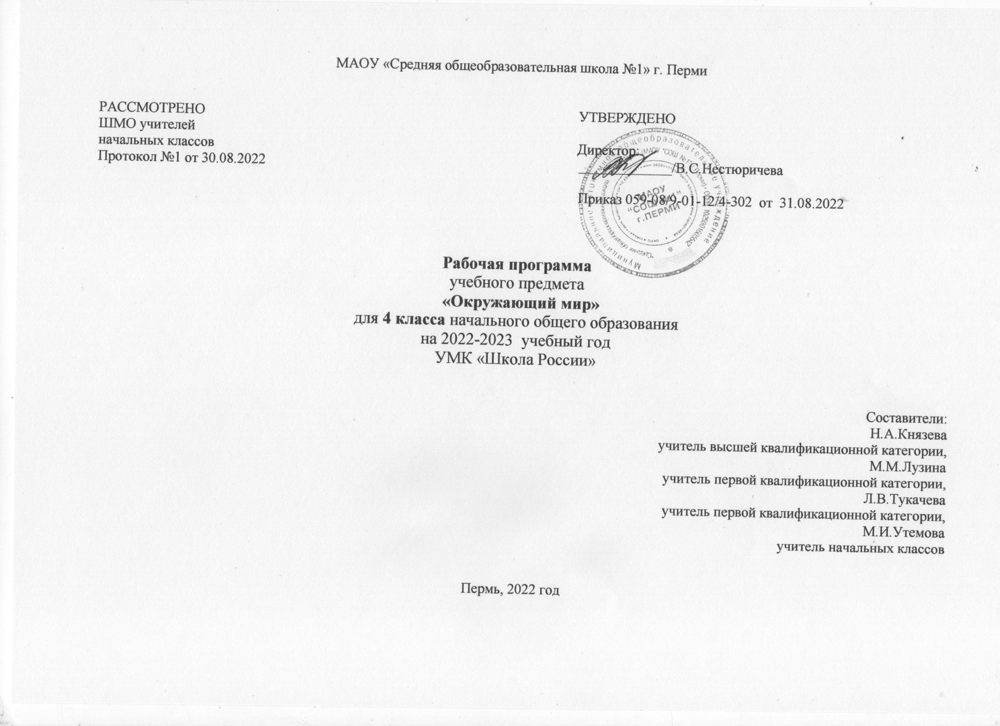 МАОУ «Средняя общеобразовательная школа №1» г. Перми
РАССМОТРЕНО
ШМО учителей
начальных классов
Протокол №1 от 30.08.2022
УТВЕРЖДЕНО
Директор:
/В.С.Нестюричева
Приказ 059-08/9-01-12/4-302 от 31.08.2022
МАОУ
“СОШ №1”
г.ПЕРМИ
Рабочая программа
учебного предмета
«Окружающий мир»
для 4 класса начального общего образования
на 2022-2023 учебный год
УМК «Школа России»
Составители:
Н.А.Князева
учитель высшей квалификационной категории,
М.М.Лузина
учитель первой квалификационной категории,
Л.В.Тукачева
учитель первой квалификационной категории,
М.И.Утемова
учитель начальных классов
Пермь, 2022 год